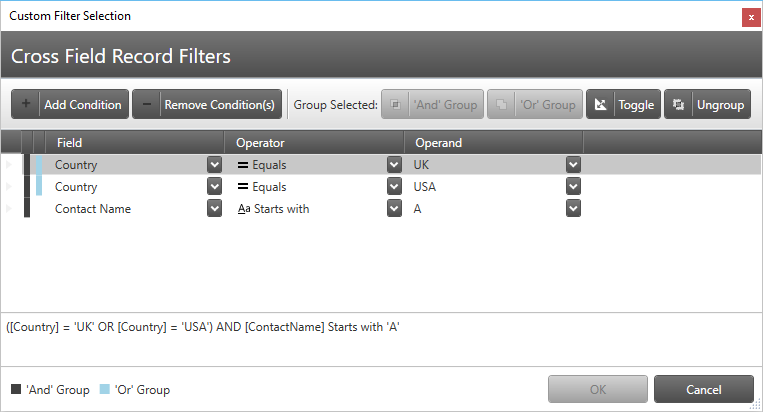 Custom Filter Selection x
Cross Field Record Filters
+ Add Condition − Remove Condition(s) Group Selected: 'And' Group 'Or' Group Toggle Ungroup
Field Operator Operand
Country = Equals UK
Country = Equals USA
Contact Name Aa Starts with A
([Country] = 'UK' OR [Country] = 'USA') AND [ContactName] Starts with 'A'
'And' Group 'Or' Group OK Cancel